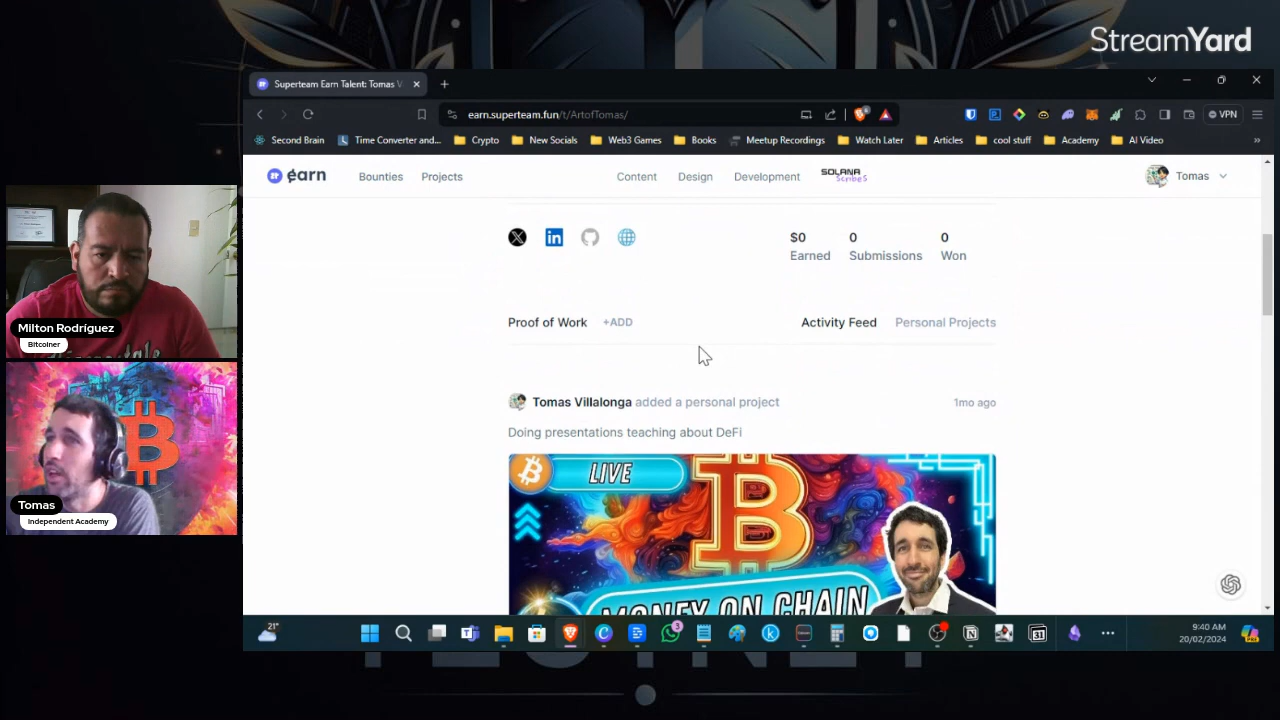 StreamYard
Superteam Earn Talent: Tomas V
earn.superteam.fun/t/ArtofTomas/
VPN
Second Brain
Time Converter and...
Crypto
New Socials
Web3 Games
Books
Meetup Recordings
Watch Later
Articles
cool stuff
Academy
AI Video
»
earn
Bounties
Projects
Content
Design
Development
SOLANA
Scribes
Tomas
$0
Earned
0
Submissions
0
Won
Proof of Work
+ADD
Activity Feed
Personal Projects
Tomas Villalonga added a personal project
1mo ago
Doing presentations teaching about DeFi
LIVE
MONEY ON CHAIN
Milton Rodríguez
Bitcoiner
Tomas
Independent Academy
21°
3
31
9:40 AM
20/02/2024